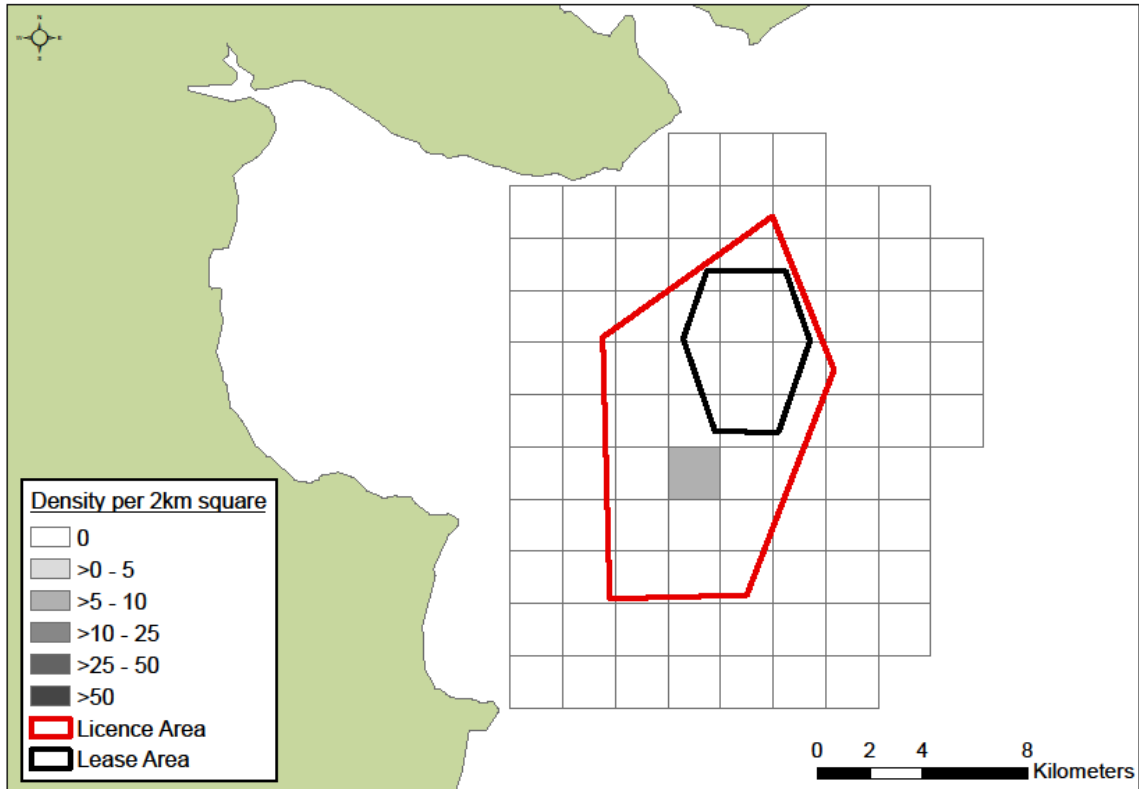 N
W E
S
Density per 2km square
0
>0 - 5
>5 - 10
>10 - 25
>25 - 50
>50
Licence Area
Lease Area
0 2 4 8
Kilometers